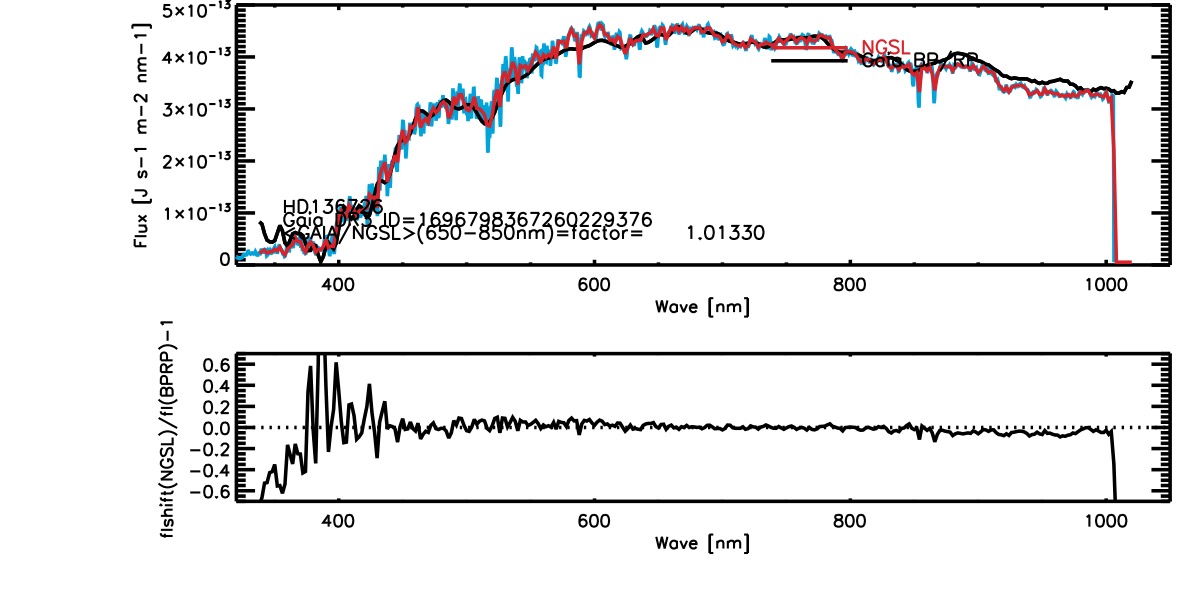 5×10−13
4×10−13
3×10−13
2×10−13
1×10−13
0
Flux [J s−1 m−2 nm−1]
NGSL
Gaia BP/RP
HD136726
Gaia DR3 ID=1696798367260229376
<GAIA/NGSL>(650−850nm)=factor= 1.01330
400 600 800 1000
Wave [nm]
flshift(NGSL)/fl(BPRP)−1
0.6
0.4
0.2
0.0
−0.2
−0.4
−0.6
400 600 800 1000
Wave [nm]